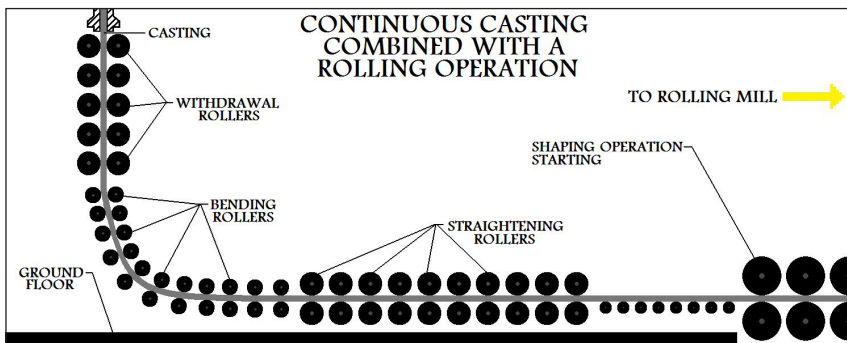 CONTINUOUS CASTING
COMBINED WITH A
ROLLING OPERATION
CASTING
WITHDRAWAL
ROLLERS
TO ROLLING MILL
SHAPING OPERATION
STARTING
BENDING
ROLLERS
STRAIGHTENING
ROLLERS
GROUND
FLOOR